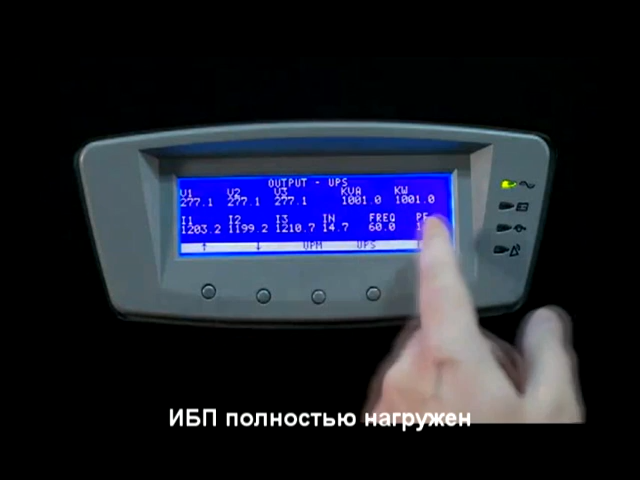 OUTPUT - UPS
V1 V2 V3 KVA KW
277.1 277.1 277.1 1001.0 1001.0
I1 I2 I3 IN FREQ PF
1203.2 1199.2 1210.7 14.7 60.0
↑ ↓ UPM UPS
ИБП полностью нагружен